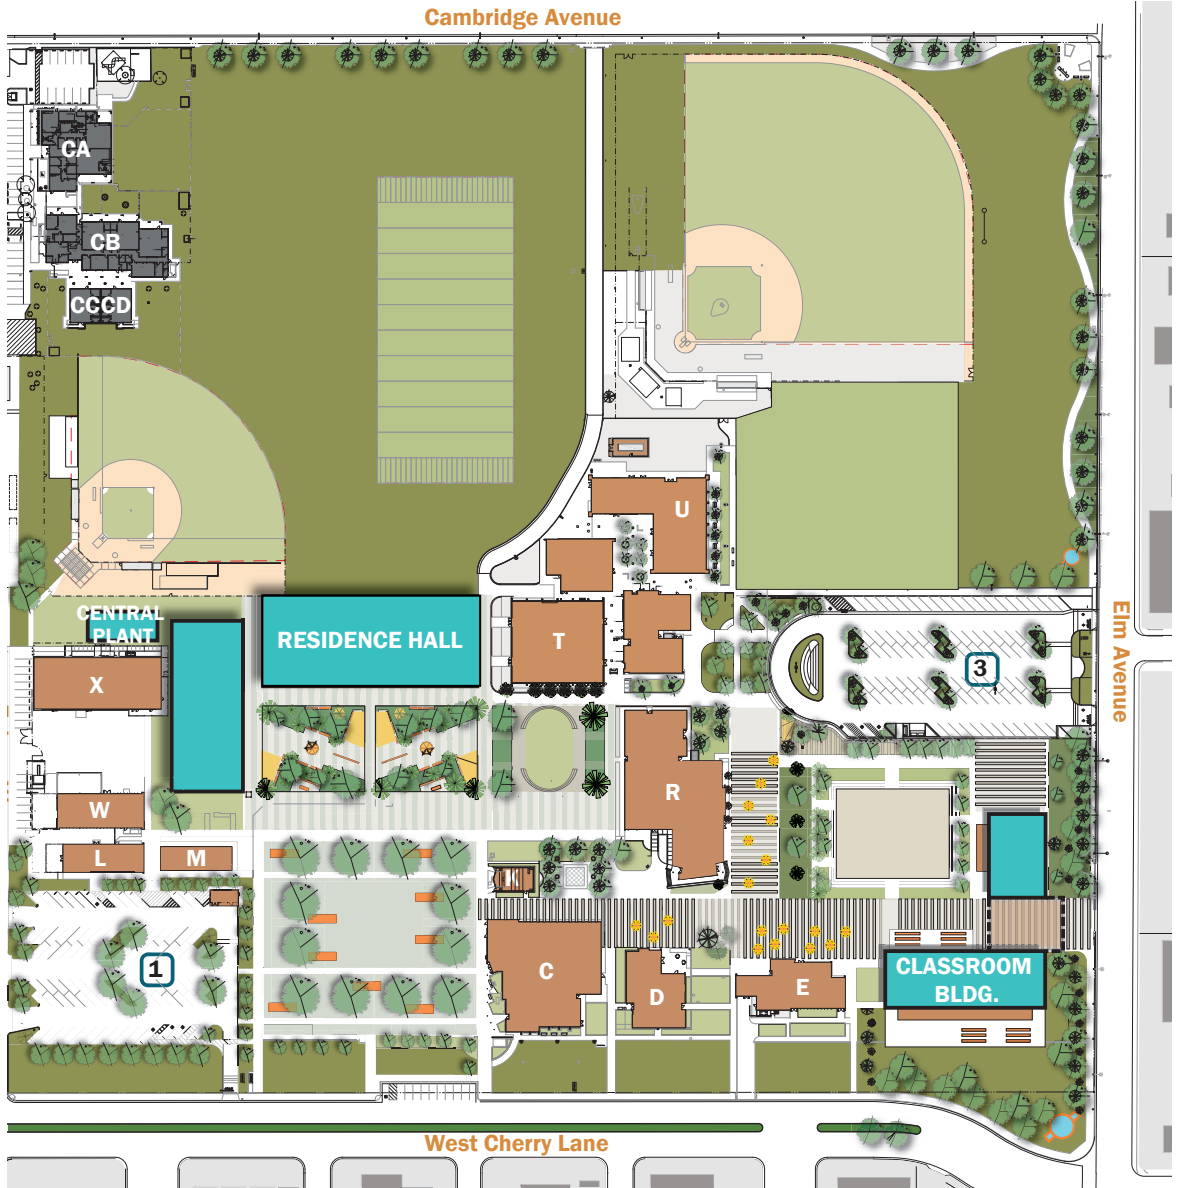 Cambridge Avenue
CA
CB
CCCD
U
CENTRAL
PLANT
RESIDENCE HALL
T
X
3
Elm Avenue
R
W
L
M
K
1
C
D
E
CLASSROOM
BLDG.
West Cherry Lane